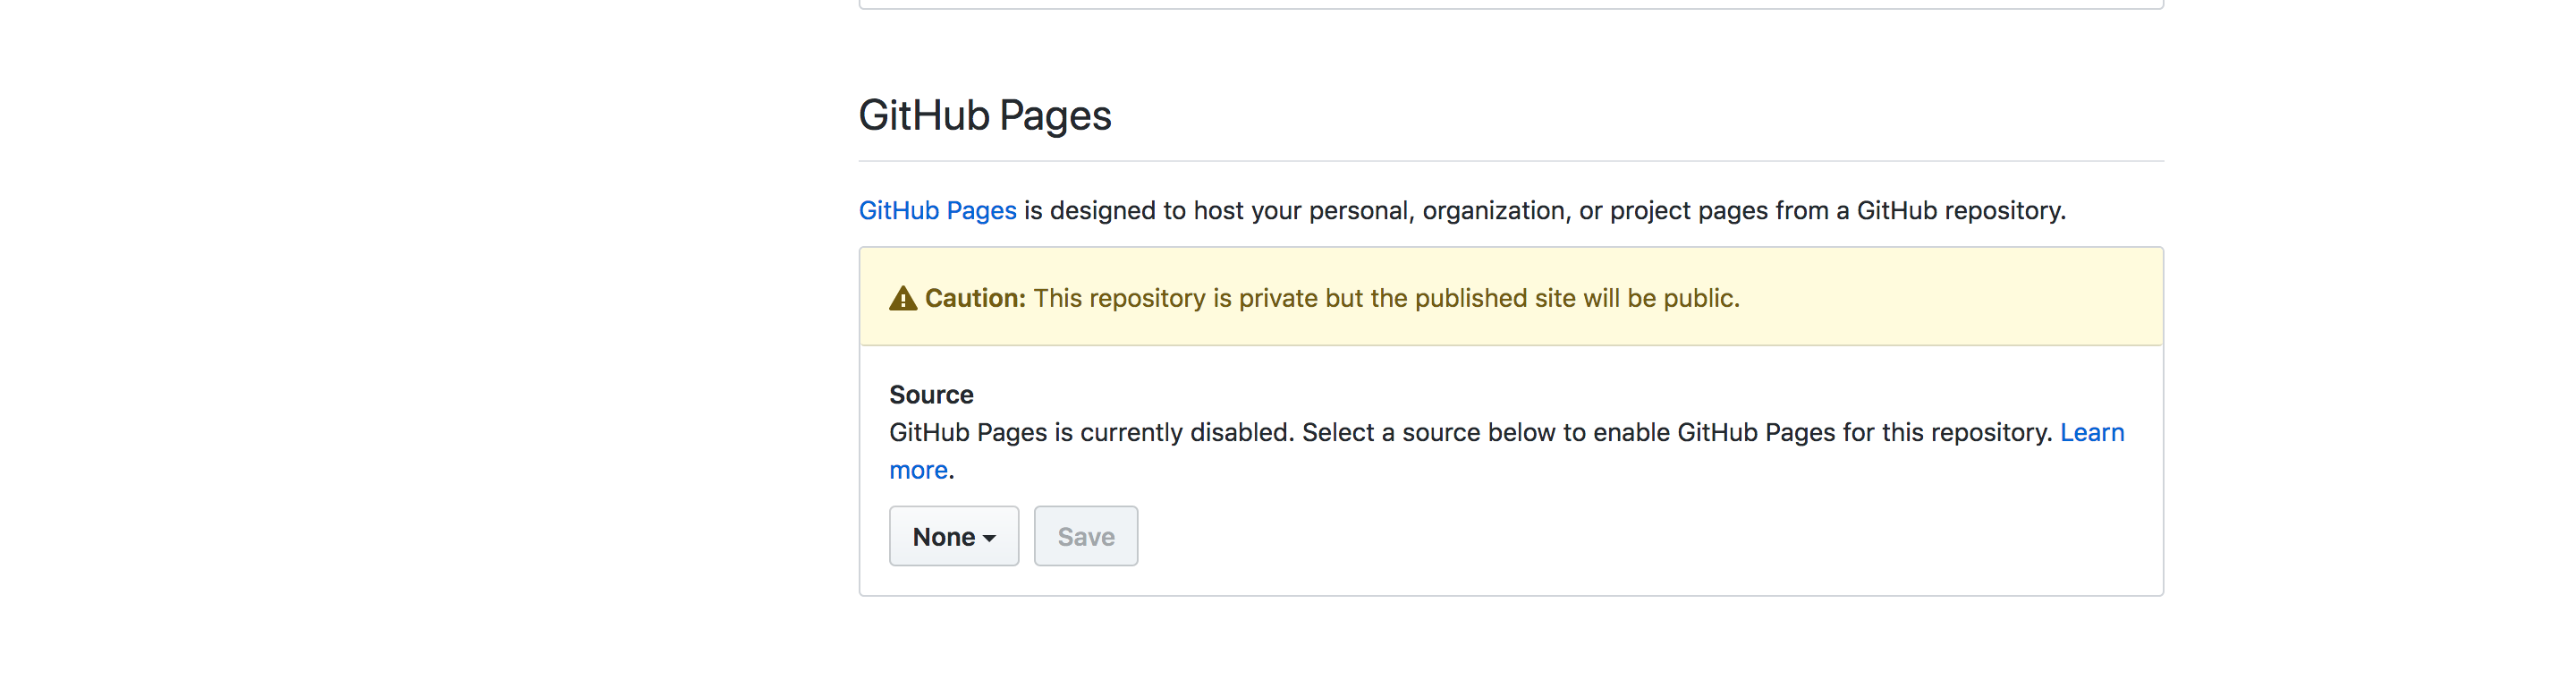 GitHub Pages
GitHub Pages is designed to host your personal, organization, or project pages from a GitHub repository.
Caution: This repository is private but the published site will be public.
Source
GitHub Pages is currently disabled. Select a source below to enable GitHub Pages for this repository. Learn
more.
None
Save